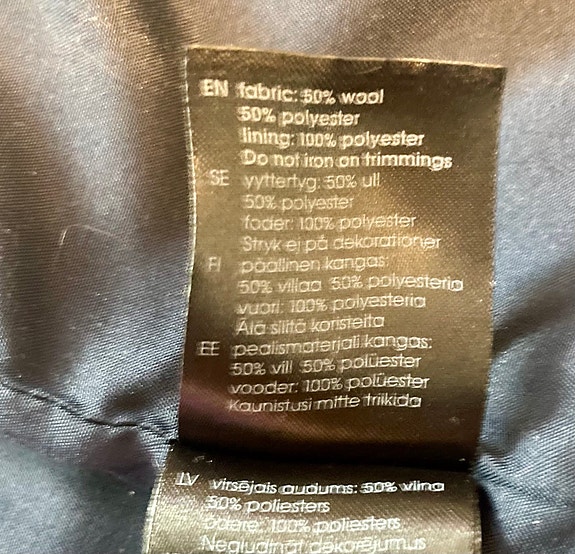 EN fabric: 50% wool
50% polyester
lining: 100% polyester
Do not iron on trimmings
SE yyttertyg: 50% ull
50% polyester
foder: 100% polyester
Stryk ej på dekorationer
FI päällinen kangas:
50% villaa 50% polyesteria
vuori: 100% polyesteria
Älä silitä koristeita
EE pealismaterjali kangas:
50% vill 50% polüester
vooder: 100% polüester
Kaunistusi mitte triikida
LV virsējais audums: 50% vilna
50% poliesters
odere: 100% poliesters
Negludināt dekorējumus